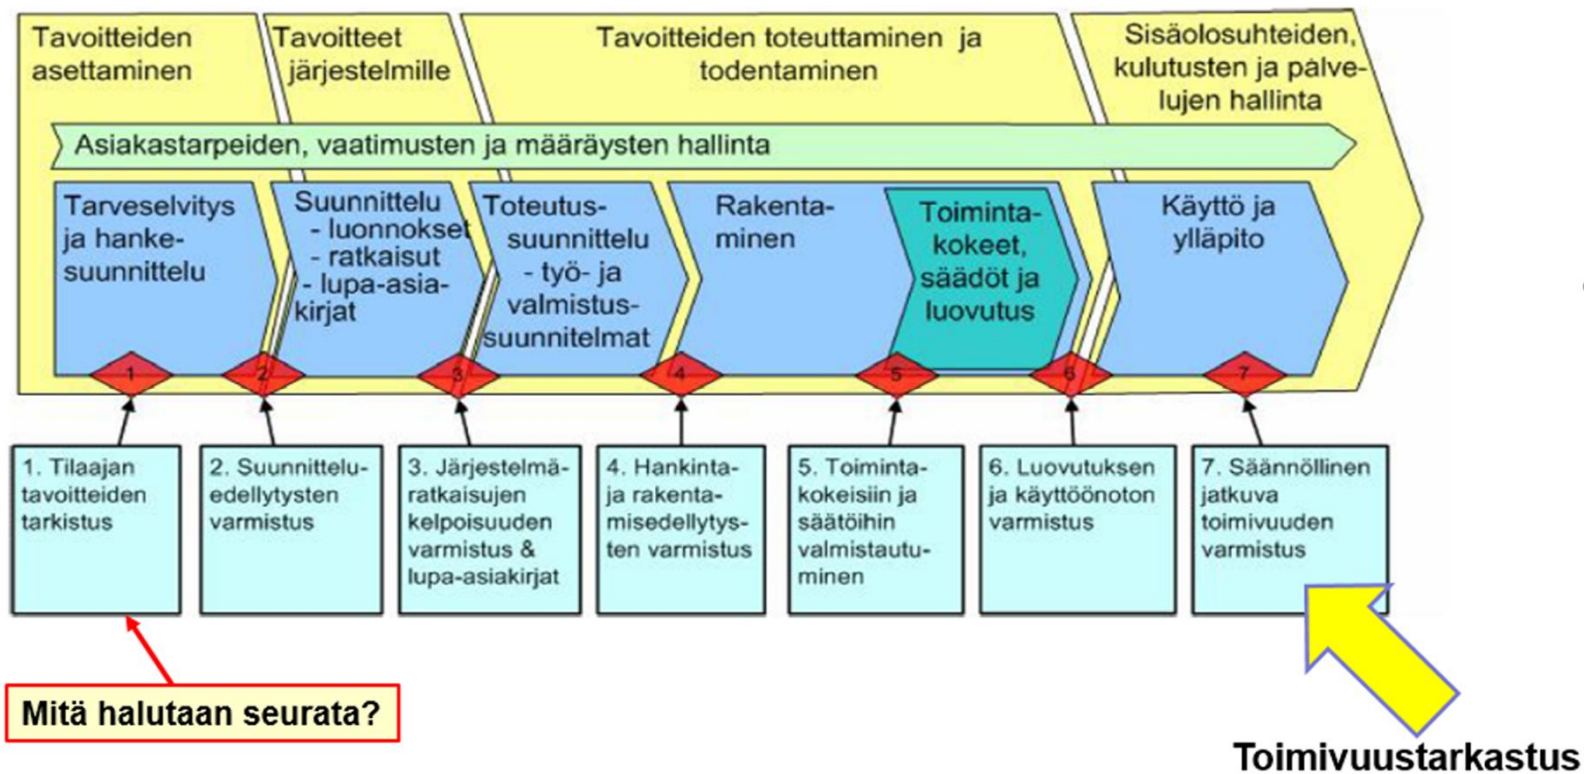 Tavoitteiden
asettaminen
Tavoitteet
järjestelmille
Tavoitteiden toteuttaminen ja
todentaminen
Sisäolosuhteiden,
kulutusten ja palve-
lujen hallinta
Asiakastarpeiden, vaatimusten ja määräysten hallinta
Tarveselvitys
ja hanke-
suunnittelu
Suunnittelu
- luonnokset
- ratkaisut
- lupa-asia-
kirjat
Toteutus-
suunnittelu
- työ- ja
valmistus-
suunnitelmat
Rakenta-
minen
Toiminta-
kokeet,
säädöt ja
luovutus
Käyttö ja
ylläpito
1
2
3
4
5
6
7
1. Tilaajan
tavoitteiden
tarkistus
2. Suunnittelu-
edellytysten
varmistus
3. Järjestelmä-
ratkaisujen
kelpoisuuden
varmistus &
lupa-asiakirjat
4. Hankinta-
ja rakenta-
misedellytys-
ten varmistus
5. Toiminta-
kokeisiin ja
säätöihin
valmistautu-
minen
6. Luovutuksen
ja käyttöönoton
varmistus
7. Säännöllinen
jatkuva
toimivuuden
varmistus
Mitä halutaan seurata?
Toimivuustarkastus